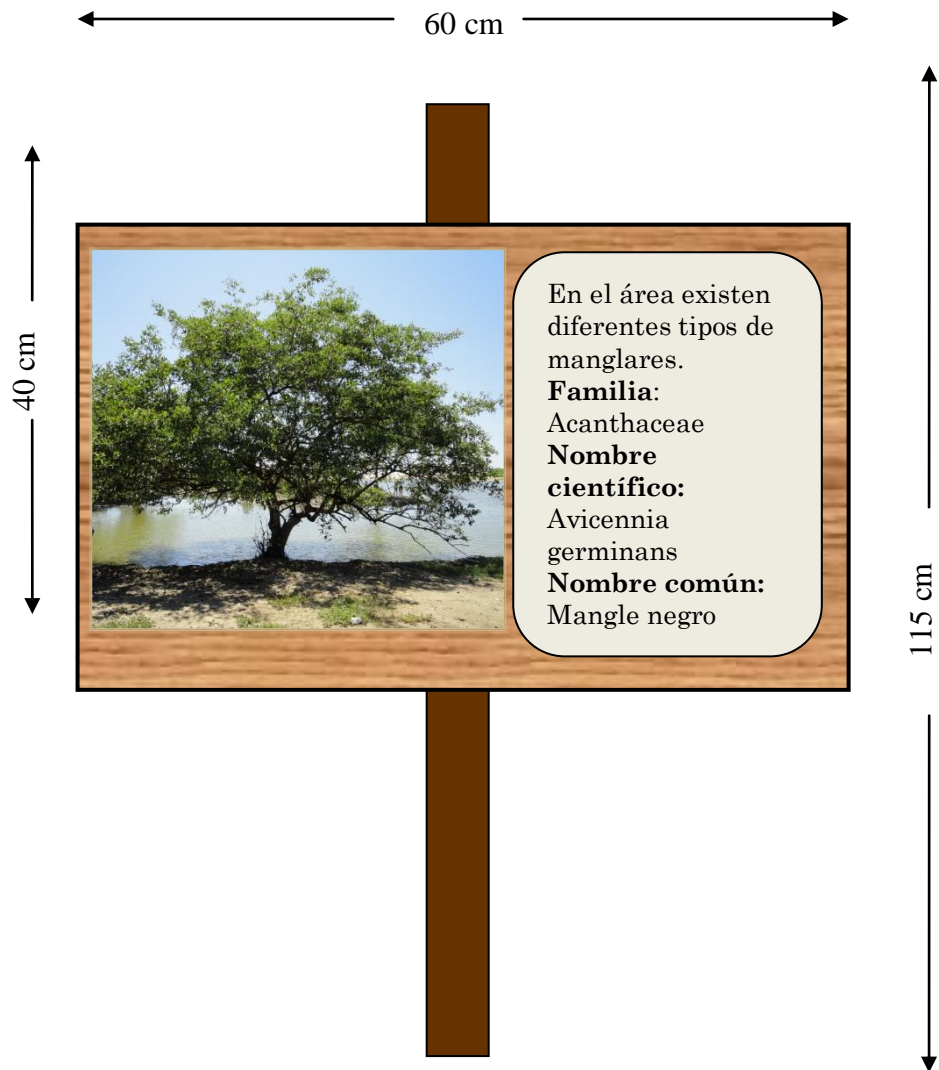 60 cm
40 cm
En el área existen
diferentes tipos de
manglares.
Familia:
Acanthaceae
Nombre
científico:
Avicennia
germinans
Nombre común:
Mangle negro
115 cm